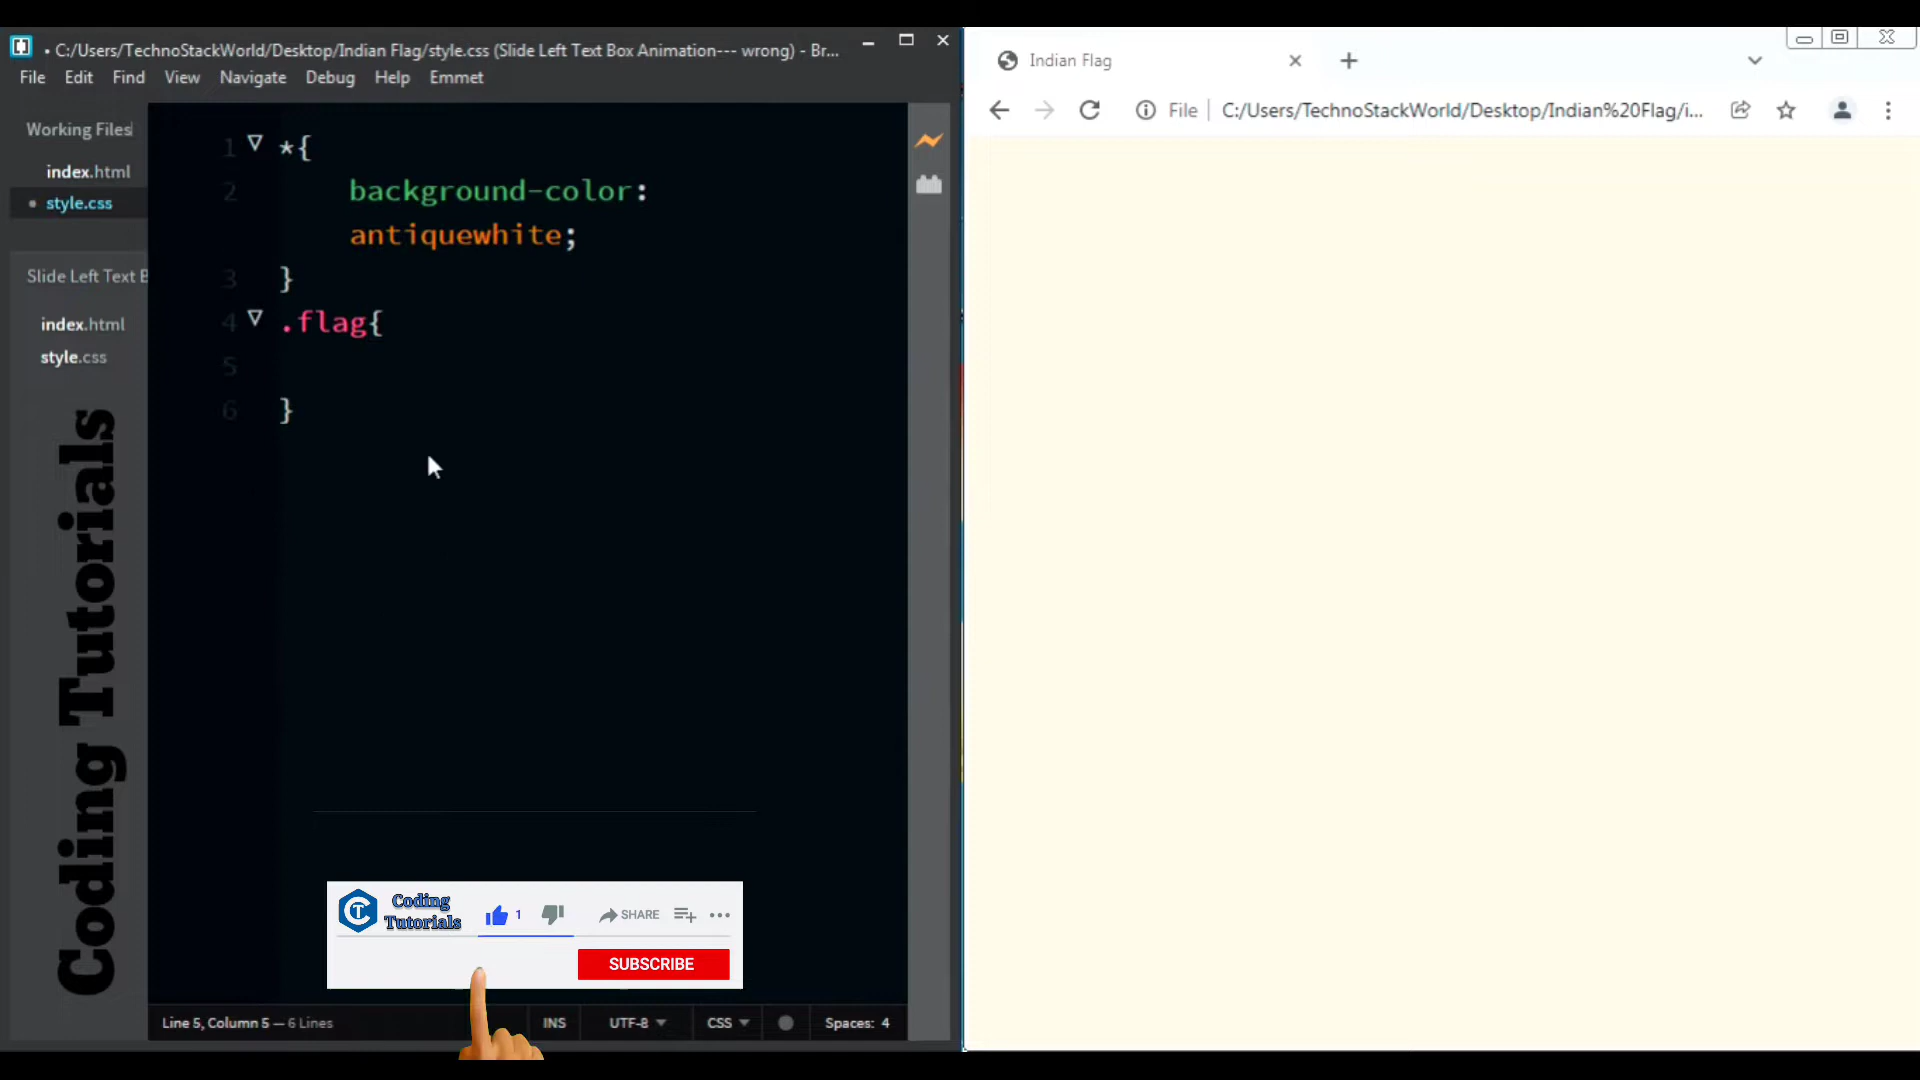 • C:/Users/TechnoStackWorld/Desktop/Indian Flag/style.css (Slide Left Text Box Animation--- wrong) - Br...
File Edit Find View Navigate Debug Help Emmet
Working Files
index.html
• style.css
Slide Left Text B
index.html
style.css
Coding Tutorials
1 *{
2 background-color:
antiquewhite;
3 }
4 .flag{
5
6 }
Coding
Tutorials
1
SHARE
SUBSCRIBE
Line 5, Column 5 — 6 Lines
INS
UTF-8
CSS
Spaces: 4
Indian Flag
File C:/Users/TechnoStackWorld/Desktop/Indian%20Flag/i...